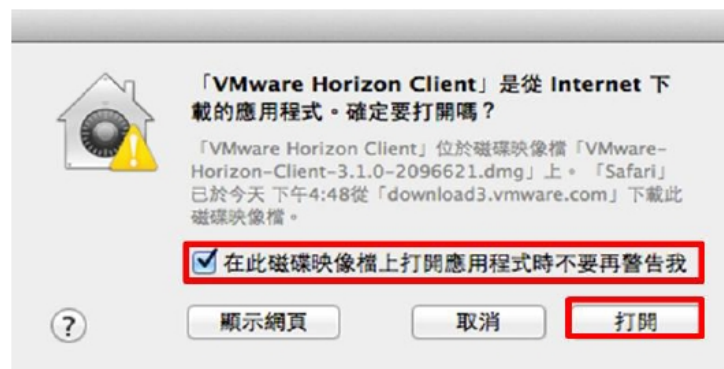 「VMware Horizon Client」是從 Internet 下
載的應用程式。確定要打開嗎？
「VMware Horizon Client」位於磁碟映像檔「VMware-
Horizon-Client-3.1.0-2096621.dmg」上。「Safari」
已於今天 下午4:48從「download3.vmware.com」下載此
磁碟映像檔。
在此磁碟映像檔上打開應用程式時不要再警告我
? 顯示網頁 取消 打開